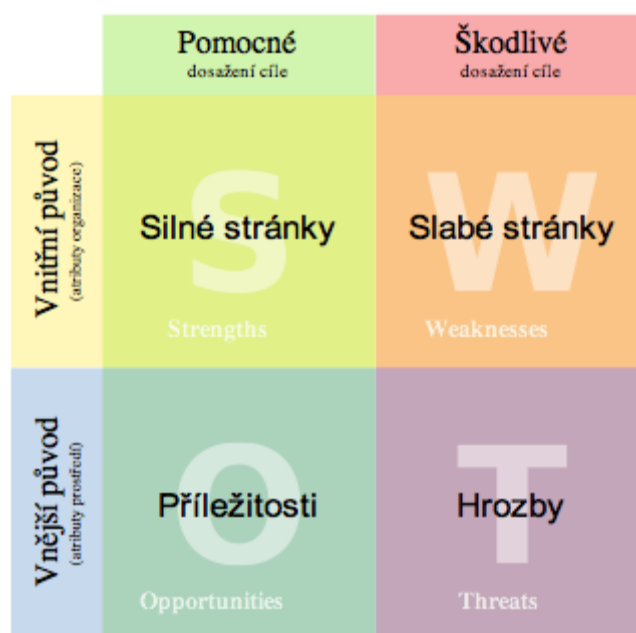 Pomocné
dosažení cíle
Škodlivé
dosažení cíle
Vnitřní původ
(atributy organizace)
S
Silné stránky
Strengths
W
Slabé stránky
Weaknesses
Vnější původ
(atributy prostředí)
O
Příležitosti
Opportunities
T
Hrozby
Threats